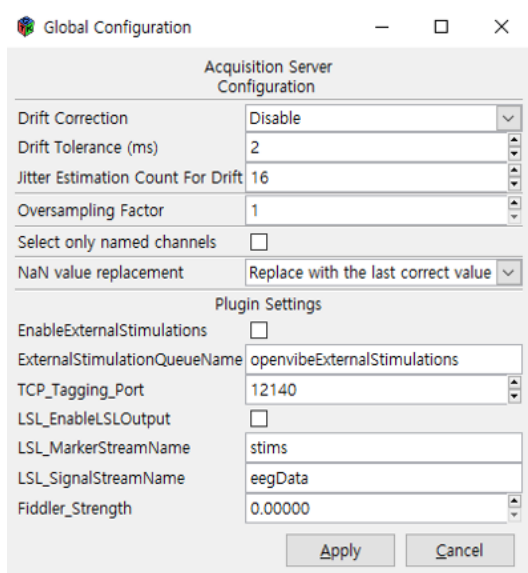 Global Configuration
Acquisition Server
Configuration
Drift Correction Disable
Drift Tolerance (ms) 2
Jitter Estimation Count For Drift 16
Oversampling Factor 1
Select only named channels
NaN value replacement Replace with the last correct value
Plugin Settings
EnableExternalStimulations
ExternalStimulationQueueName openvibeExternalStimulations
TCP_Tagging_Port 12140
LSL_EnableLSLOutput
LSL_MarkerStreamName stims
LSL_SignalStreamName eegData
Fiddler_Strength 0.00000
Apply Cancel